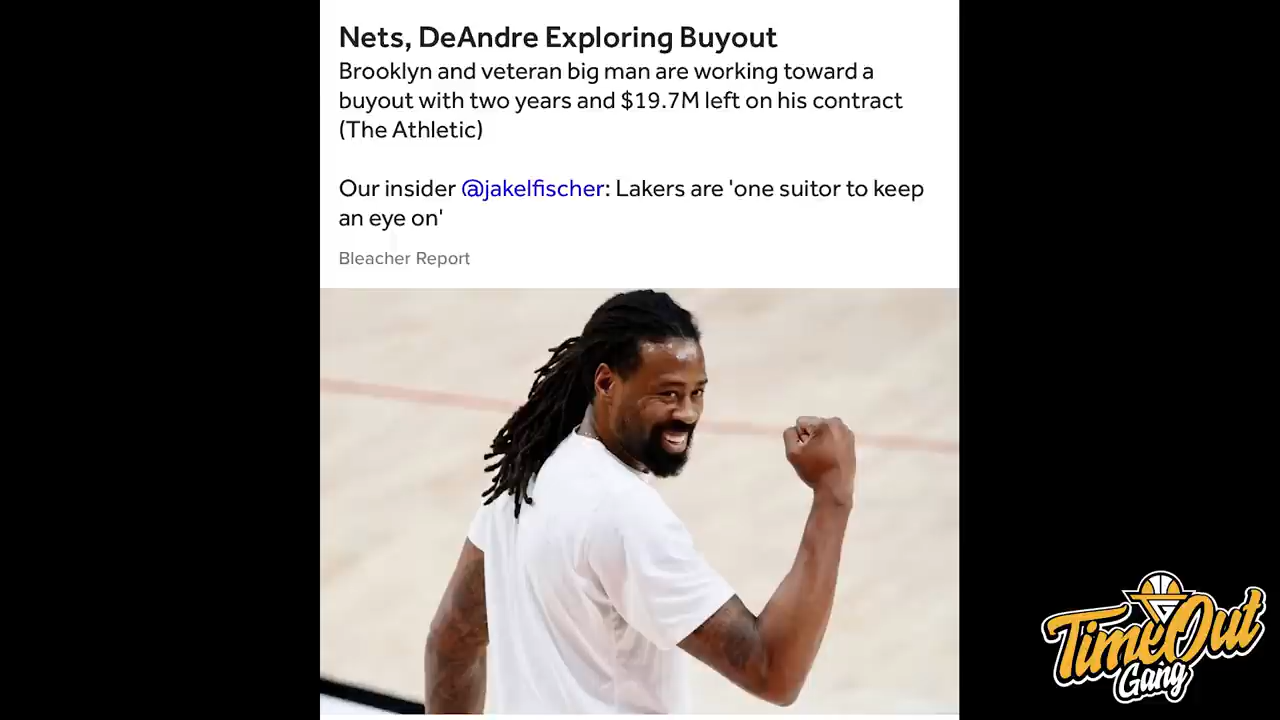 Nets, DeAndre Exploring Buyout
Brooklyn and veteran big man are working toward a
buyout with two years and $19.7M left on his contract
(The Athletic)
Our insider @jakelfischer: Lakers are 'one suitor to keep
an eye on'
Bleacher Report
TimeOut
Gang